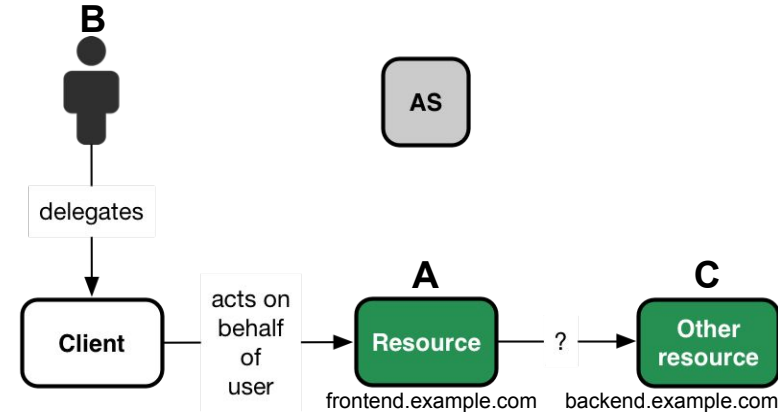 B
AS
delegates
A
C
Client
acts on
behalf
of
user
Resource
?
Other
resource
frontend.example.com
backend.example.com